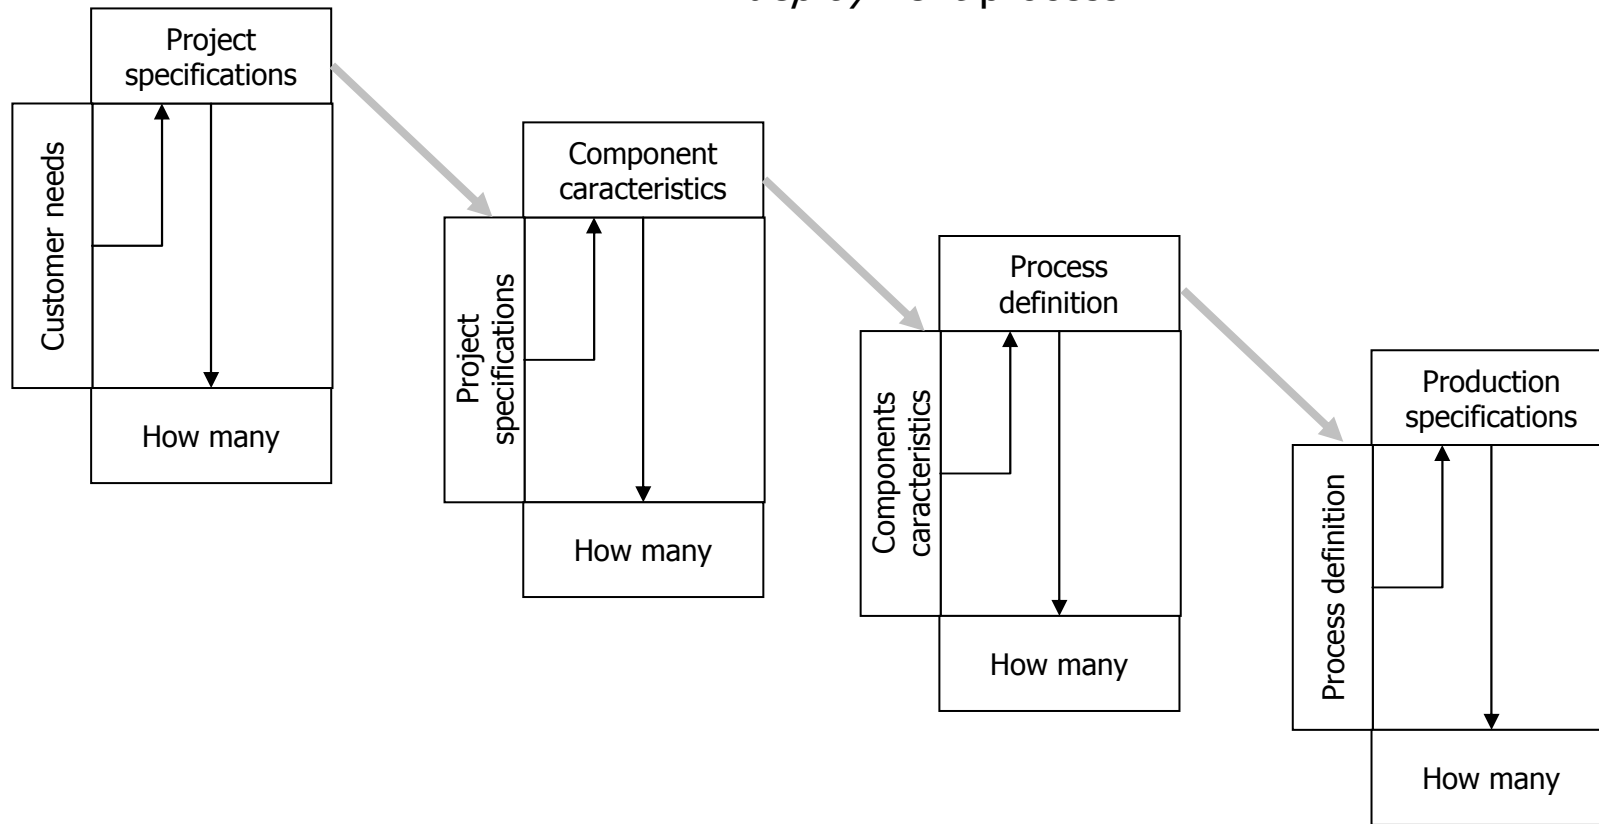 process
Project
specifications
Customer needs
How many
Component
caracteristics
Project
specifications
How many
Process
definition
Components
caracteristics
How many
Production
specifications
Process definition
How many